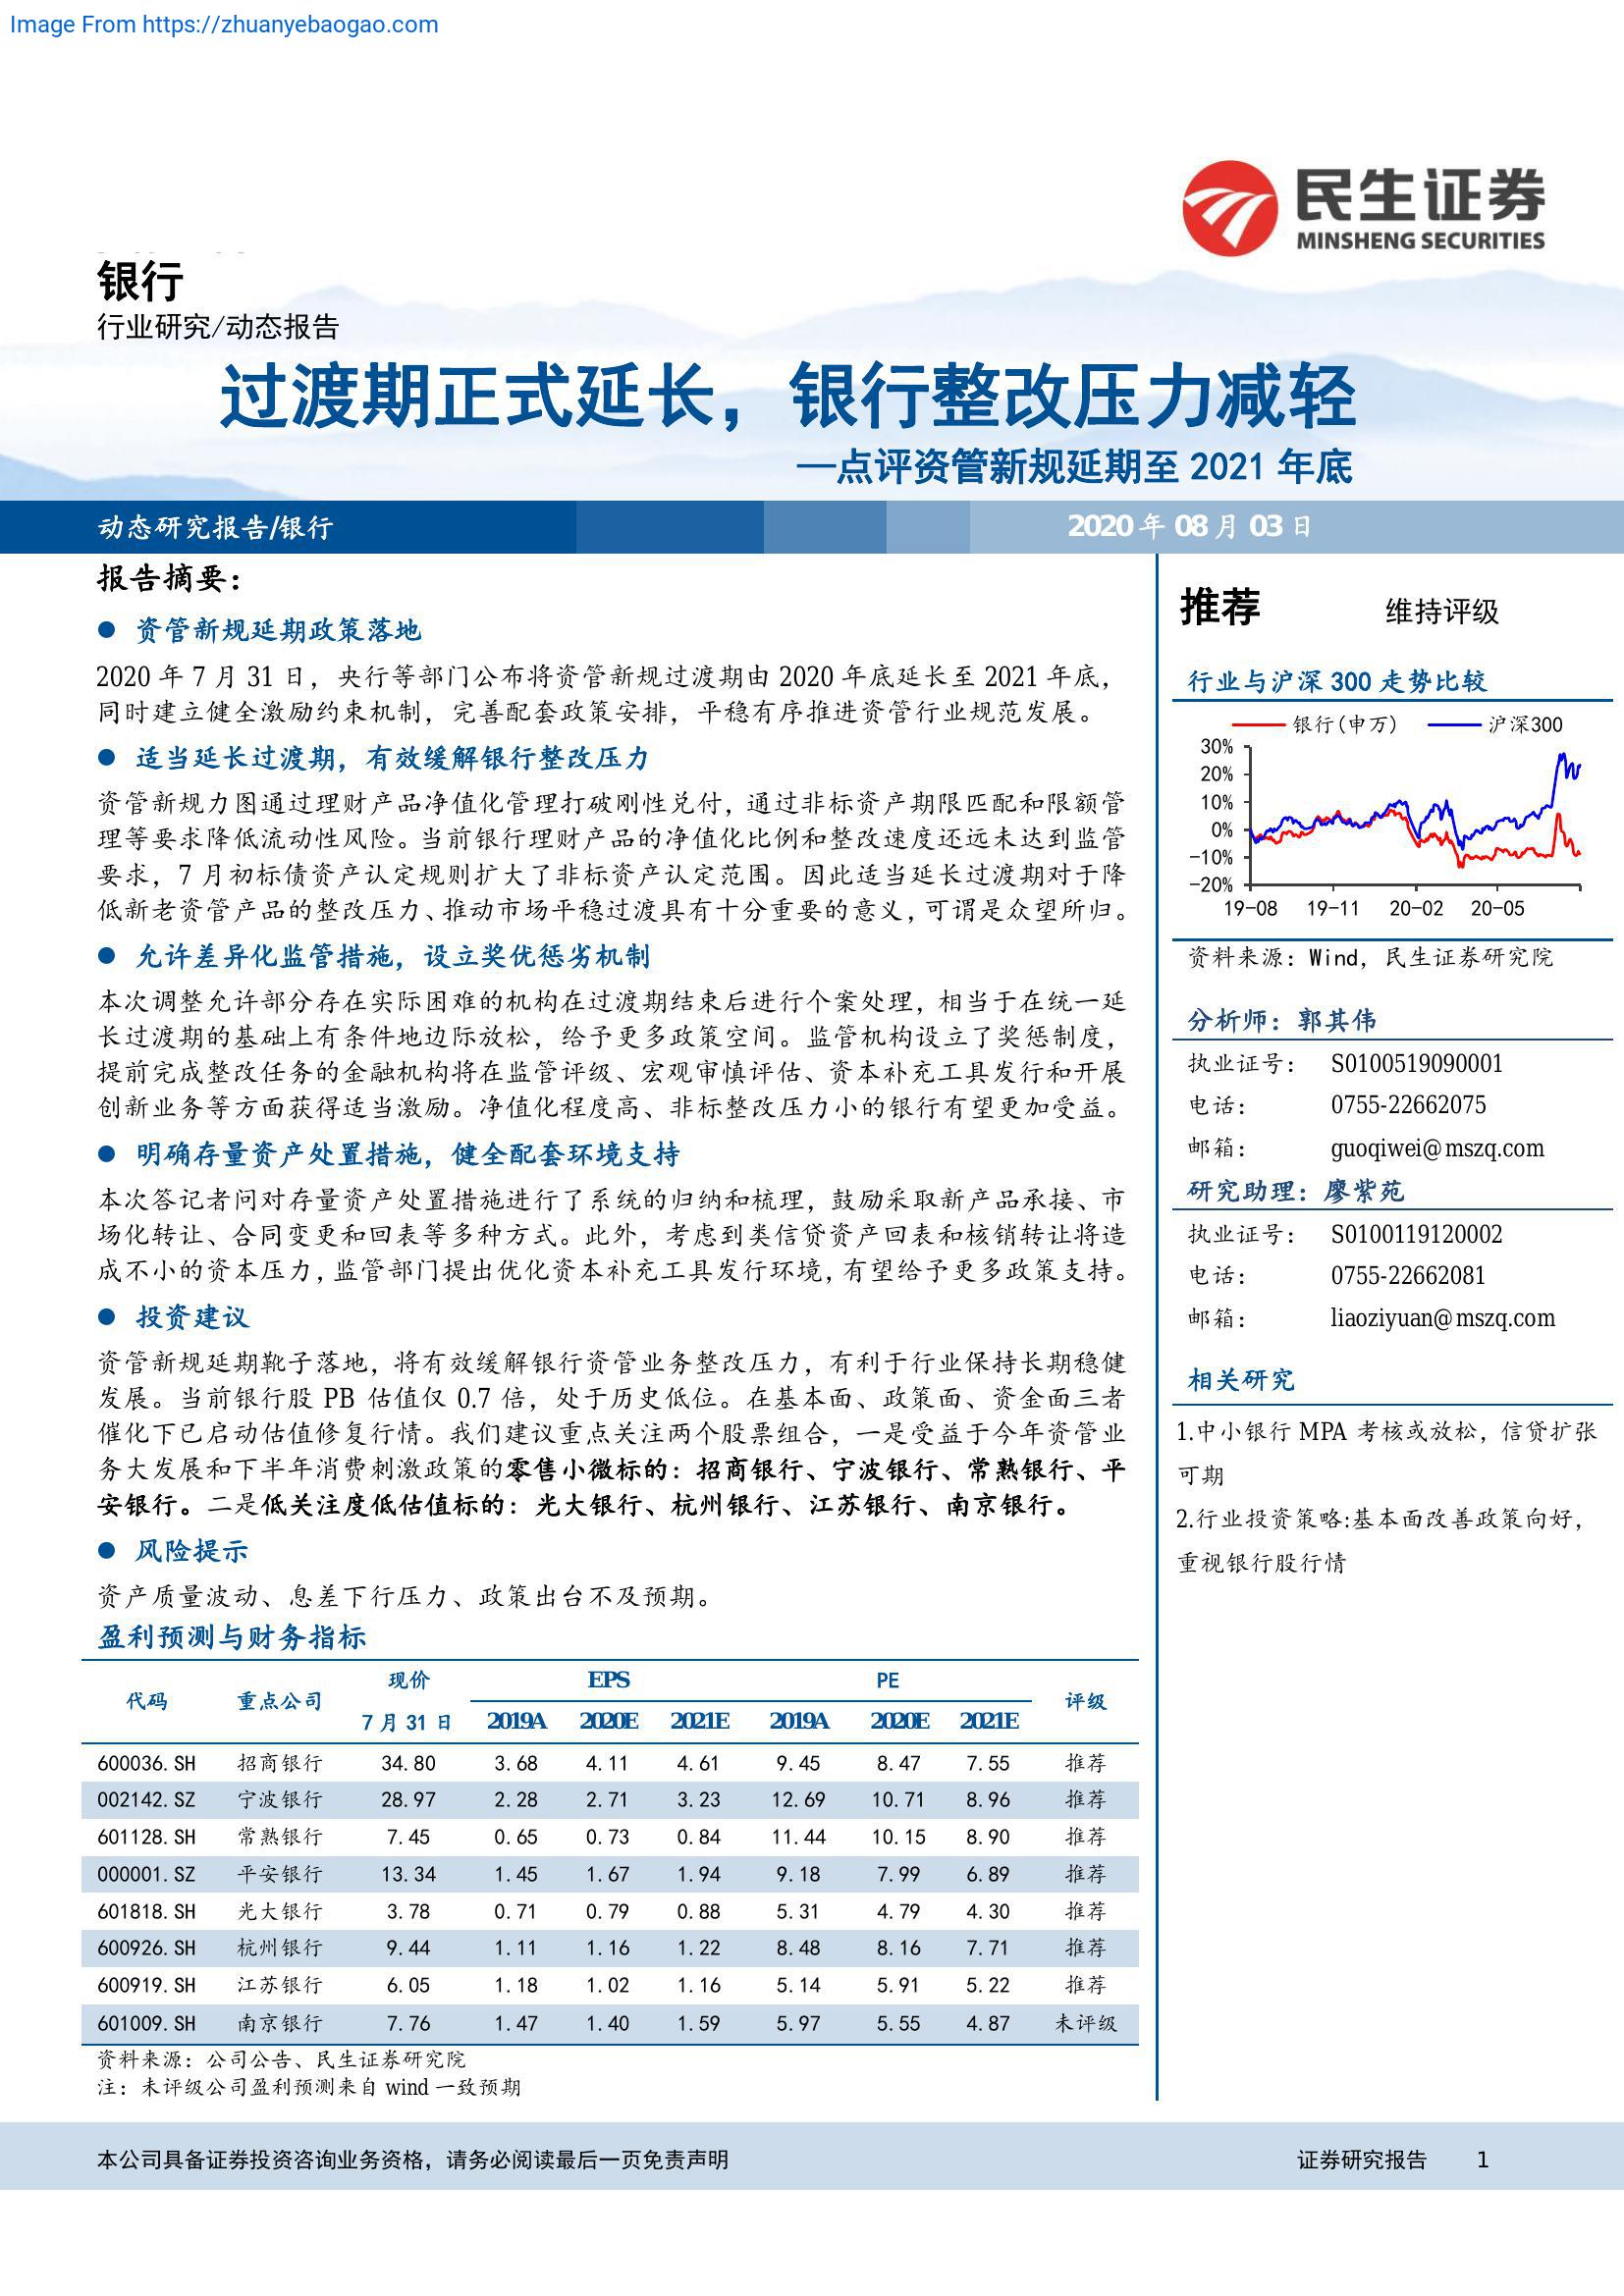 Image From https://zhuanyebaogao.com
民生证券
MINSHENG SECURITIES
银行
行业研究/动态报告
过渡期正式延长，银行整改压力减轻
—点评资管新规延期至 2021 年底
动态研究报告/银行
2020 年 08 月 03 日
报告摘要：
● 资管新规延期政策落地
2020 年 7 月 31 日，央行等部门公布将资管新规过渡期由 2020 年底延长至 2021 年底，
同时建立健全激励约束机制，完善配套政策安排，平稳有序推进资管行业规范发展。
● 适当延长过渡期，有效缓解银行整改压力
资管新规力图通过理财产品净值化管理打破刚性兑付，通过非标资产期限匹配和限额管
理等要求降低流动性风险。当前银行理财产品的净值化比例和整改速度还远未达到监管
要求，7 月初标债资产认定规则扩大了非标资产认定范围。因此适当延长过渡期对于降
低新老资管产品的整改压力、推动市场平稳过渡具有十分重要的意义，可谓是众望所归。
● 允许差异化监管措施，设立奖优惩劣机制
本次调整允许部分存在实际困难的机构在过渡期结束后进行个案处理，相当于在统一延
长过渡期的基础上有条件地边际放松，给予更多政策空间。监管机构设立了奖惩制度，
提前完成整改任务的金融机构将在监管评级、宏观审慎评估、资本补充工具发行和开展
创新业务等方面获得适当激励。净值化程度高、非标整改压力小的银行有望更加受益。
● 明确存量资产处置措施，健全配套环境支持
本次答记者问对存量资产处置措施进行了系统的归纳和梳理，鼓励采取新产品承接、市
场化转让、合同变更和回表等多种方式。此外，考虑到类信贷资产回表和核销转让将造
成不小的资本压力，监管部门提出优化资本补充工具发行环境，有望给予更多政策支持。
● 投资建议
资管新规延期靴子落地，将有效缓解银行资管业务整改压力，有利于行业保持长期稳健
发展。当前银行股 PB 估值仅 0.7 倍，处于历史低位。在基本面、政策面、资金面三者
催化下已启动估值修复行情。我们建议重点关注两个股票组合，一是受益于今年资管业
务大发展和下半年消费刺激政策的零售小微标的：招商银行、宁波银行、常熟银行、平
安银行。二是低关注度低估值标的：光大银行、杭州银行、江苏银行、南京银行。
● 风险提示
资产质量波动、息差下行压力、政策出台不及预期。
盈利预测与财务指标
代码 重点公司 现价 EPS PE 评级
7 月 31 日 2019A 2020E 2021E 2019A 2020E 2021E
600036.SH 招商银行 34.80 3.68 4.11 4.61 9.45 8.47 7.55 推荐
002142.SZ 宁波银行 28.97 2.28 2.71 3.23 12.69 10.71 8.96 推荐
601128.SH 常熟银行 7.45 0.65 0.73 0.84 11.44 10.15 8.90 推荐
000001.SZ 平安银行 13.34 1.45 1.67 1.94 9.18 7.99 6.89 推荐
601818.SH 光大银行 3.78 0.71 0.79 0.88 5.31 4.79 4.30 推荐
600926.SH 杭州银行 9.44 1.11 1.16 1.22 8.48 8.16 7.71 推荐
600919.SH 江苏银行 6.05 1.18 1.02 1.16 5.14 5.91 5.22 推荐
601009.SH 南京银行 7.76 1.47 1.40 1.59 5.97 5.55 4.87 未评级
资料来源：公司公告、民生证券研究院
注：未评级公司盈利预测来自 wind 一致预期
推荐 维持评级
行业与沪深 300 走势比较
银行(申万) 沪深300
30%
20%
10%
0%
-10%
-20%
19-08 19-11 20-02 20-05
资料来源：Wind，民生证券研究院
分析师：郭其伟
执业证号： S0100519090001
电话： 0755-22662075
邮箱： guoqiwei@mszq.com
研究助理：廖紫苑
执业证号： S0100119120002
电话： 0755-22662081
邮箱： liaoziyuan@mszq.com
相关研究
1.中小银行 MPA 考核或放松，信贷扩张
可期
2.行业投资策略:基本面改善政策向好，
重视银行股行情
本公司具备证券投资咨询业务资格，请务必阅读最后一页免责声明
证券研究报告 1